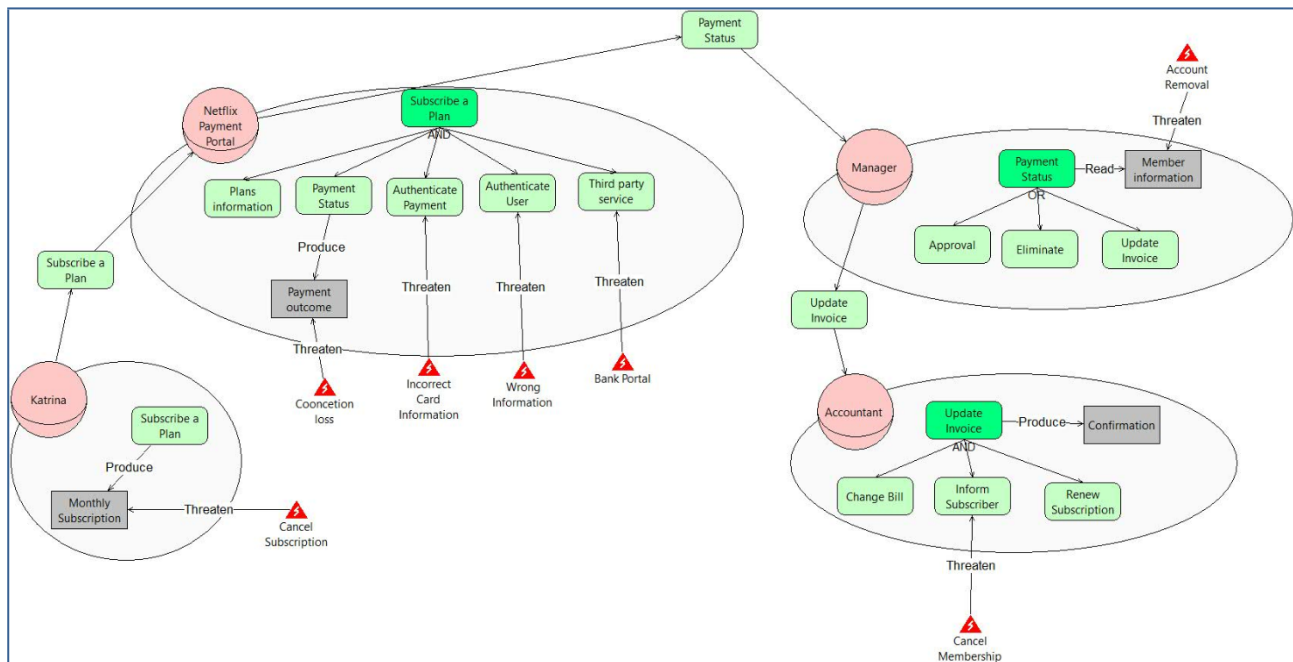 Payment
Status
Account
Removal
Threaten
Netflix
Payment
Portal
Subscribe a
Plan
AND
Plans
information
Payment
Status
Authenticate
Payment
Authenticate
User
Third party
service
Produce
Threaten
Threaten
Threaten
Payment
outcome
Threaten
Cooncetion
loss
Incorrect
Card
Information
Wrong
Information
Bank Portal
Manager
Payment
Status
Read
Member
information
OR
Approval
Eliminate
Update
Invoice
Subscribe a
Plan
Update
Invoice
Katrina
Subscribe a
Plan
Produce
Monthly
Subscription
Threaten
Cancel
Subscription
Accountant
Update
Invoice
Produce
Confirmation
AND
Change Bill
Inform
Subscriber
Renew
Subscription
Threaten
Cancel
Membership